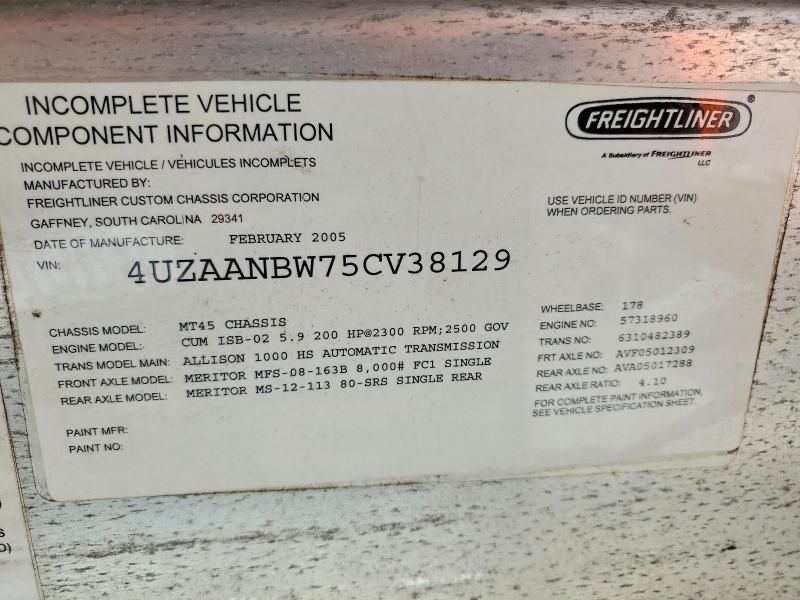 INCOMPLETE VEHICLE
COMPONENT INFORMATION
INCOMPLETE VEHICLE / VÉHICULES INCOMPLETS
MANUFACTURED BY:
FREIGHTLINER CUSTOM CHASSIS CORPORATION
GAFFNEY, SOUTH CAROLINA 29341
DATE OF MANUFACTURE: FEBRUARY 2005
VIN: 4UZAANBW75CV38129
FREIGHTLINER ®
A Subsidiary of FREIGHTLINER
LLC
USE VEHICLE ID NUMBER (VIN)
WHEN ORDERING PARTS.
CHASSIS MODEL: MT45 CHASSIS
ENGINE MODEL: CUM ISB-02 5.9 200 HP@2300 RPM;2500 GOV
TRANS MODEL MAIN: ALLISON 1000 HS AUTOMATIC TRANSMISSION
FRONT AXLE MODEL: MERITOR MFS-08-163B 8,000# FC1 SINGLE
REAR AXLE MODEL: MERITOR MS-12-113 80-SRS SINGLE REAR
WHEELBASE: 178
ENGINE NO: 57318960
TRANS NO: 6310482389
FRT AXLE NO: AVF05012309
REAR AXLE NO: AVA05017288
REAR AXLE RATIO: 4.10
FOR COMPLETE PAINT INFORMATION,
SEE VEHICLE SPECIFICATION SHEET.
PAINT MFR:
PAINT NO:
S
D)